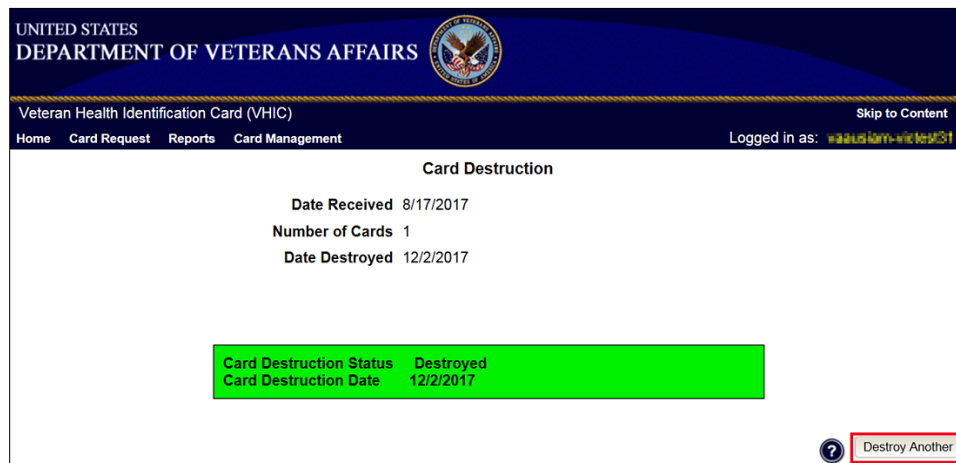 UNITED STATES
DEPARTMENT OF VETERANS AFFAIRS
Veteran Health Identification Card (VHIC)
Skip to Content
Home Card Request Reports Card Management
Logged in as:
Card Destruction
Date Received 8/17/2017
Number of Cards 1
Date Destroyed 12/2/2017
Card Destruction Status Destroyed
Card Destruction Date 12/2/2017
? Destroy Another